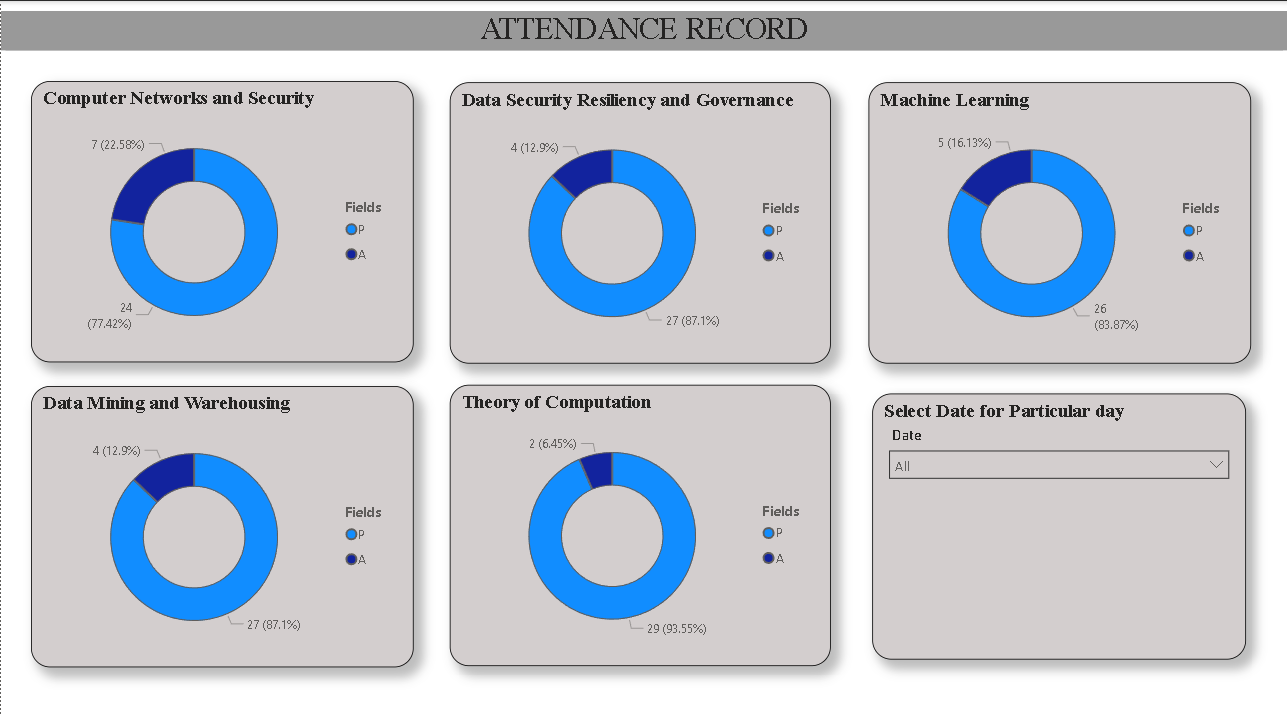 ATTENDANCE RECORD
Computer Networks and Security
7 (22.58%)
24
(77.42%)
Fields
P
A
Data Security Resiliency and Governance
4 (12.9%)
27 (87.1%)
Fields
P
A
Machine Learning
5 (16.13%)
26
(83.87%)
Fields
P
A
Data Mining and Warehousing
4 (12.9%)
27 (87.1%)
Fields
P
A
Theory of Computation
2 (6.45%)
29 (93.55%)
Fields
P
A
Select Date for Particular day
Date
All